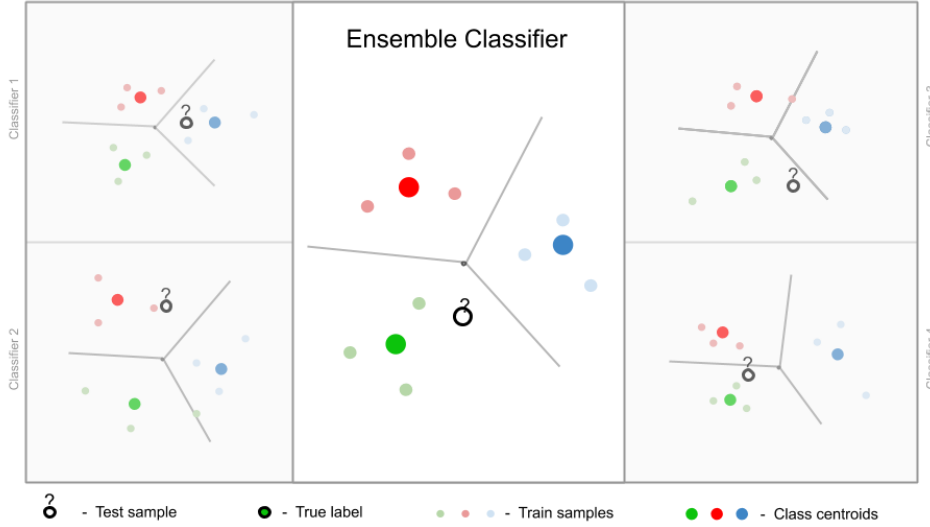 Ensemble Classifier
Classifier 1
?
?
Classifier 2
?
?
?
? - Test sample
- True label
- Train samples
- Class centroids